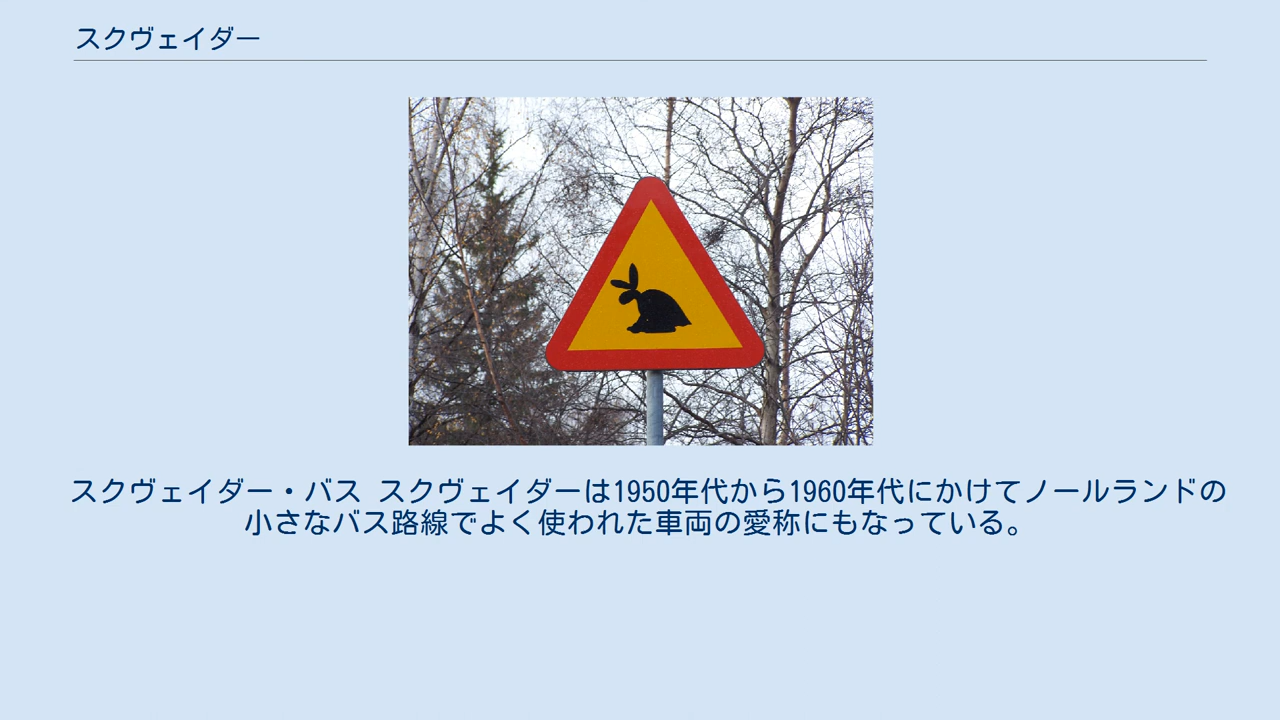 スクヴェイダー
スクヴェイダー・バス スクヴェイダーは1950年代から1960年代にかけてノールランドの
小さなバス路線でよく使われた車両の愛称にもなっている。